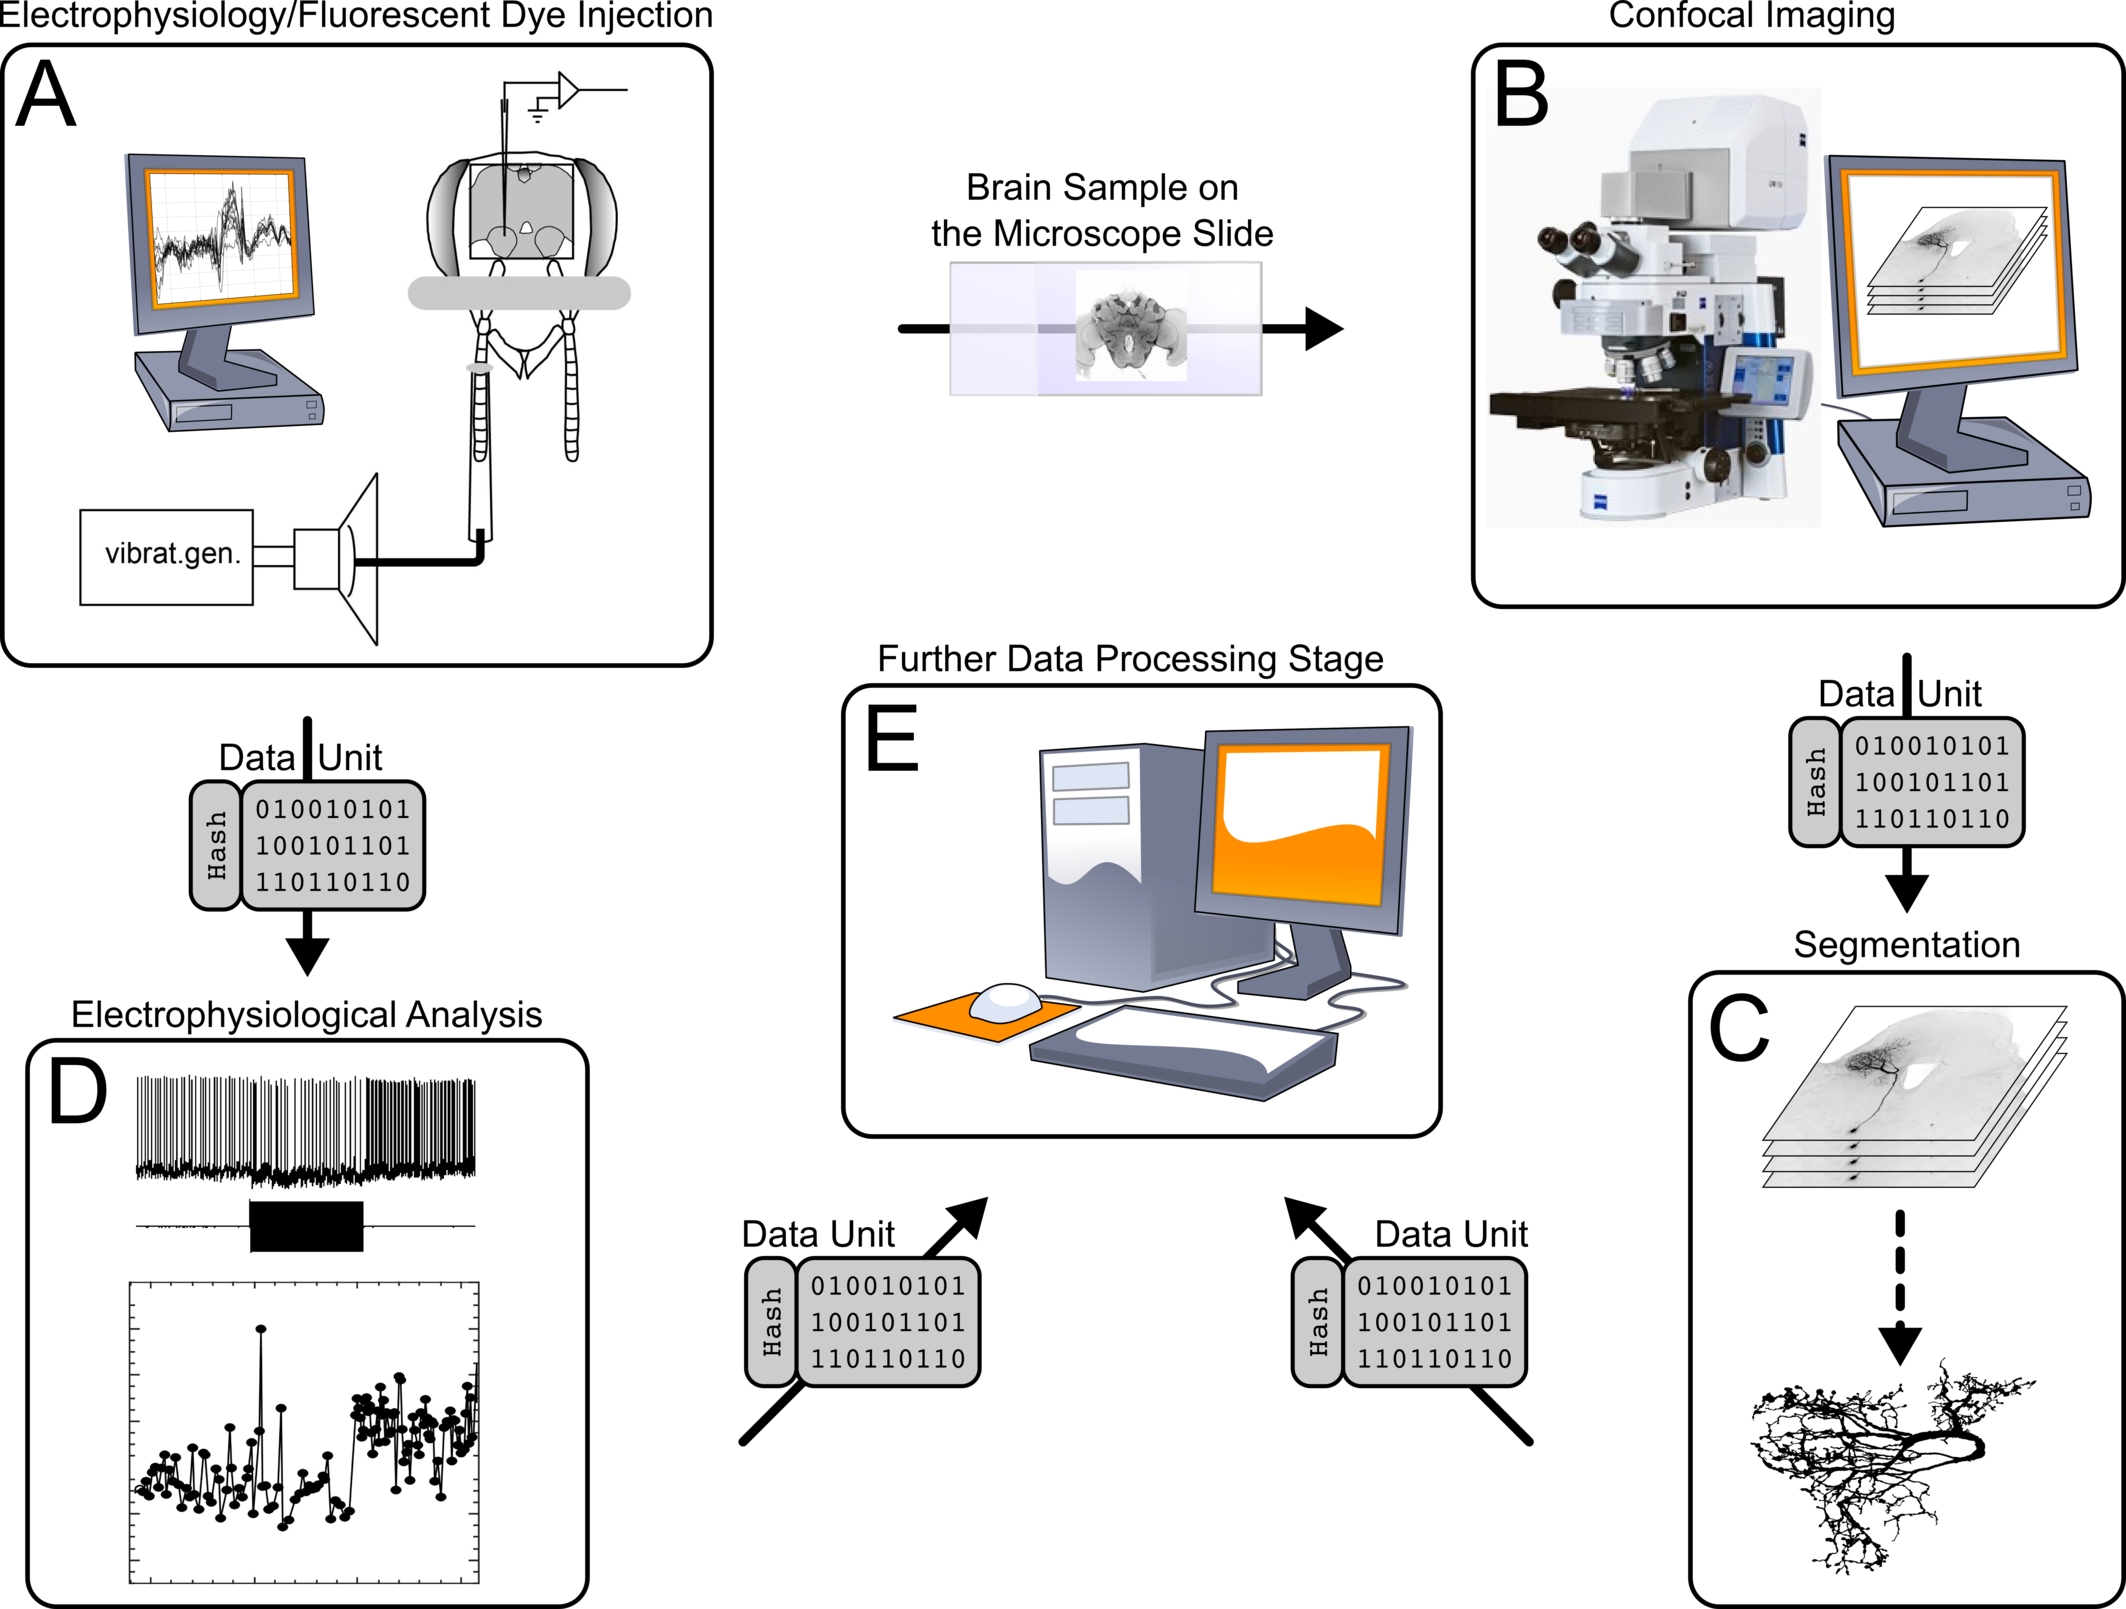 Electrophysiology/Fluorescent Dye Injection
A
vibrat.gen.
Brain Sample on
the Microscope Slide
Confocal Imaging
B
Data Unit
Hash
010010101
100101101
110110110
Electrophysiological Analysis
D
Further Data Processing Stage
E
Data Unit
Hash
010010101
100101101
110110110
Segmentation
C
Data Unit
Hash
010010101
100101101
110110110
Data Unit
Hash
010010101
100101101
110110110